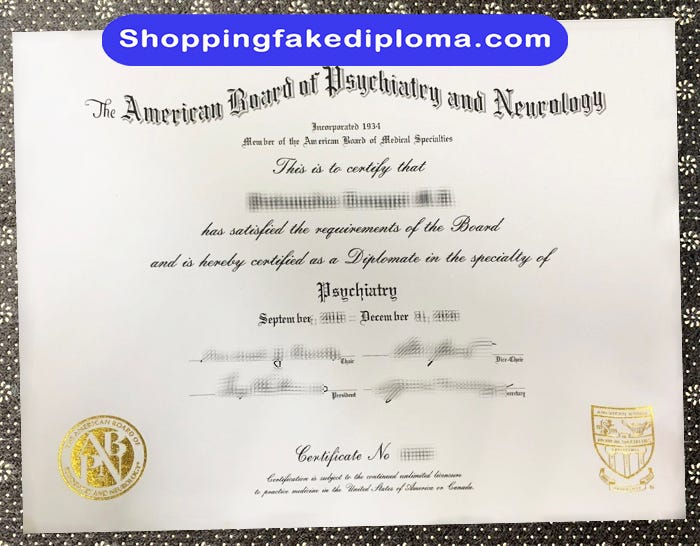 Shoppingfakediploma.com
The American Board of Psychiatry and Neurology
Incorporated 1934
Member of the American Board of Medical Specialties
This is to certify that
has satisfied the requirements of the Board
and is hereby certified as a Diplomate in the specialty of
Psychiatry
September, – December
Chair Vice-Chair
President Secretary
Certificate No
Certification is subject to the continued unlimited licensure
to practice medicine in the United States of America or Canada.